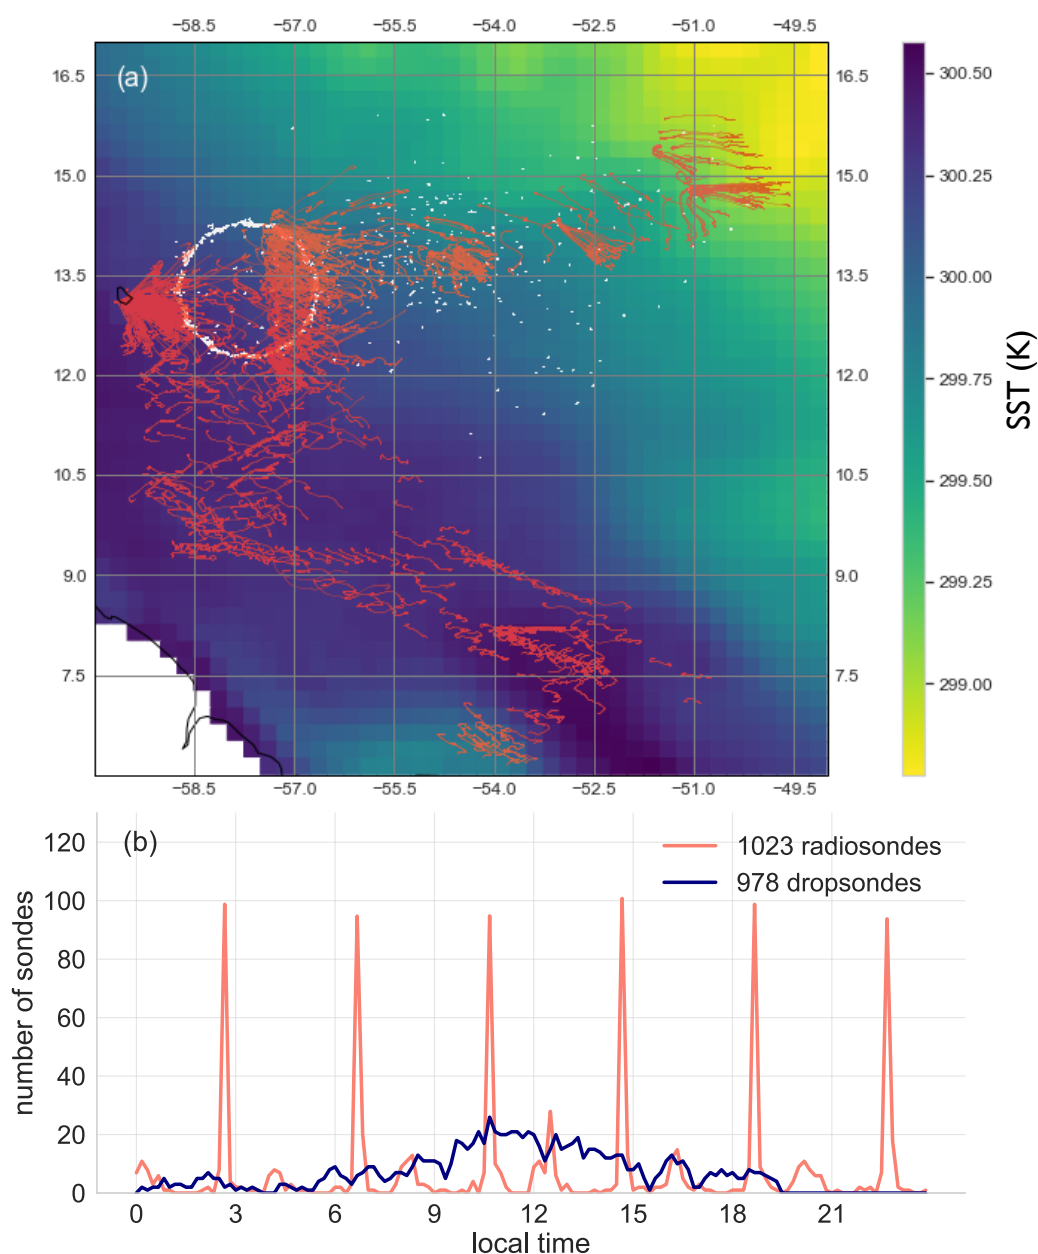 −58.5 −57.0 −55.5 −54.0 −52.5 −51.0 −49.5
(a)
16.5 16.5 300.50
15.0 15.0 300.25
13.5 13.5 300.00
12.0 12.0 299.75
10.5 10.5 299.50
9.0 9.0 299.25
7.5 7.5 299.00
SST (K)
−58.5 −57.0 −55.5 −54.0 −52.5 −51.0 −49.5
(b)
1023 radiosondes
978 dropsondes
number of sondes
120
100
80
60
40
20
0
0 3 6 9 12 15 18 21
local time